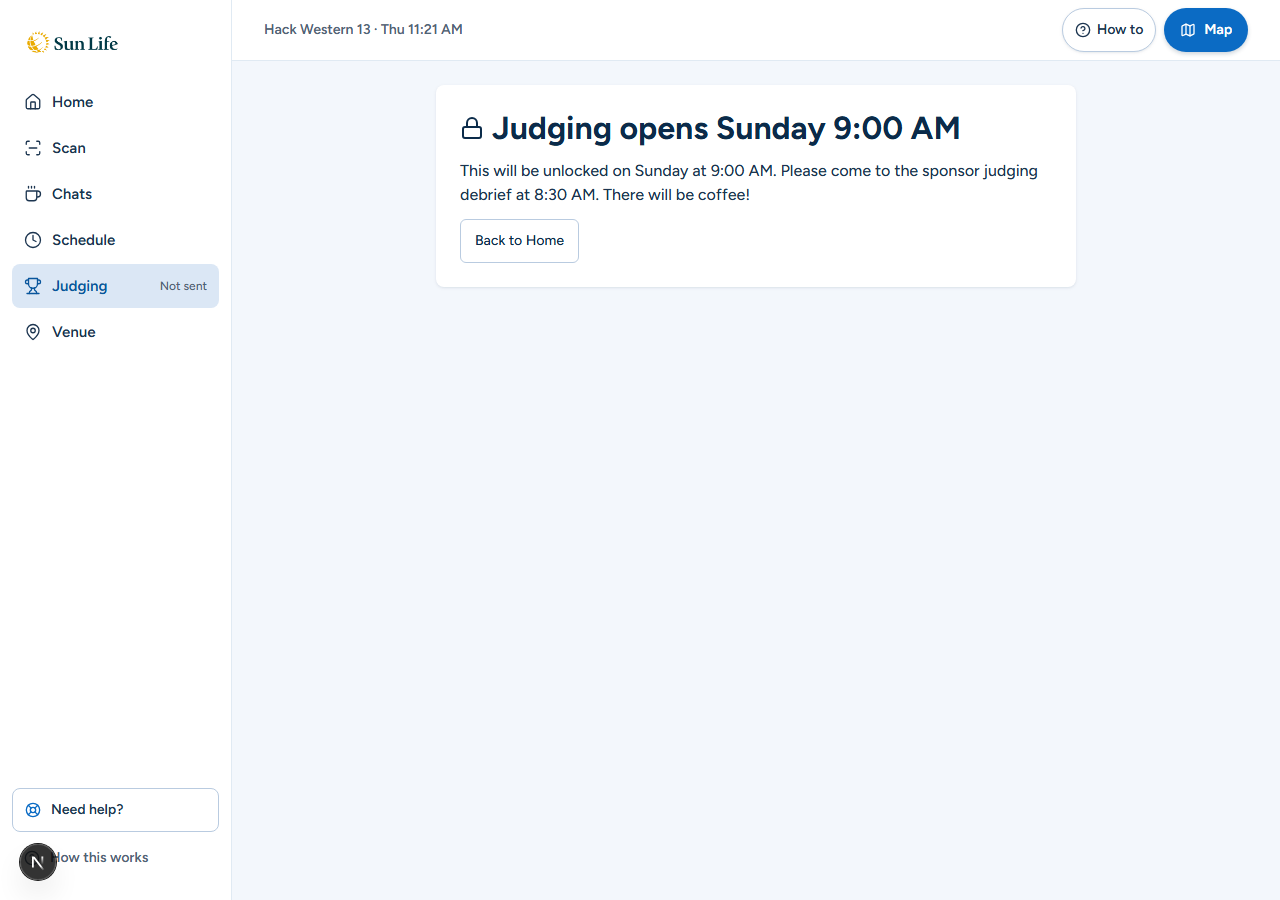 Sun Life
Home
Scan
Chats
Schedule
Judging Not sent
Venue
Need help?
How this works
Hack Western 13 · Thu 11:21 AM
How to
Map
Judging opens Sunday 9:00 AM
This will be unlocked on Sunday at 9:00 AM. Please come to the sponsor judging
debrief at 8:30 AM. There will be coffee!
Back to Home